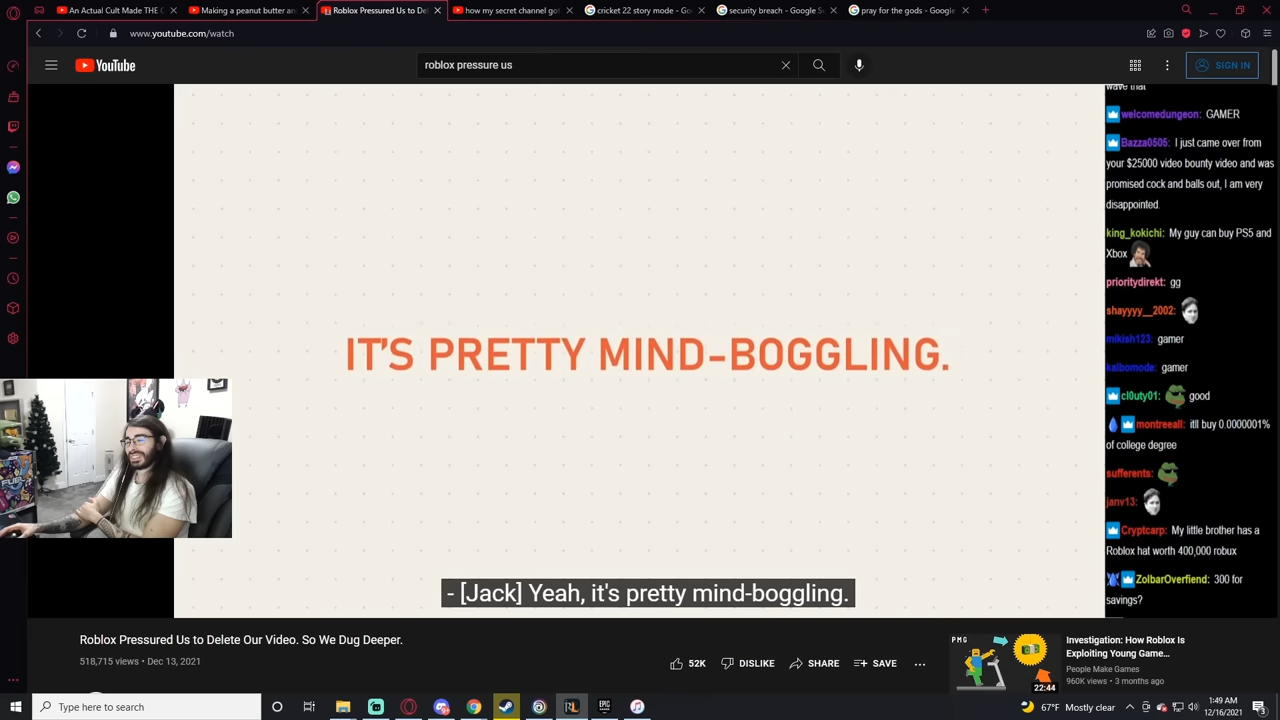 An Actual Cult Made THE C
Making a peanut butter an
Roblox Pressured Us to De
how my secret channel go
cricket 22 story mode - Go
security breach - Google S
pray for the gods - Google
www.youtube.com/watch
YouTube
roblox pressure us
SIGN IN
wave that
welcomedungeon: GAMER
Bazza0505: I just came over from
your $25000 video bounty video and was
promised cock and balls out, I am very
disappointed.
king_kokichi: My guy can buy PS5 and
Xbox
prioritydirekt: gg
shayyyy__2002:
mikish123: gamer
kalbomode: gamer
cl0uty01: good
montreeall: itll buy 0.0000001%
of college degree
sufferents:
janv13:
Cryptcarp: My little brother has a
Roblox hat worth 400,000 robux
ZolbarOverfiend: 300 for
savings?
IT'S PRETTY MIND-BOGGLING.
- [Jack] Yeah, it's pretty mind-boggling.
Roblox Pressured Us to Delete Our Video. So We Dug Deeper.
518,715 views • Dec 13, 2021
52K
DISLIKE
SHARE
SAVE
PMG
22:44
Investigation: How Roblox Is
Exploiting Young Game...
People Make Games
960K views • 3 months ago
Type here to search
67°F Mostly clear
1:49 AM
12/16/2021